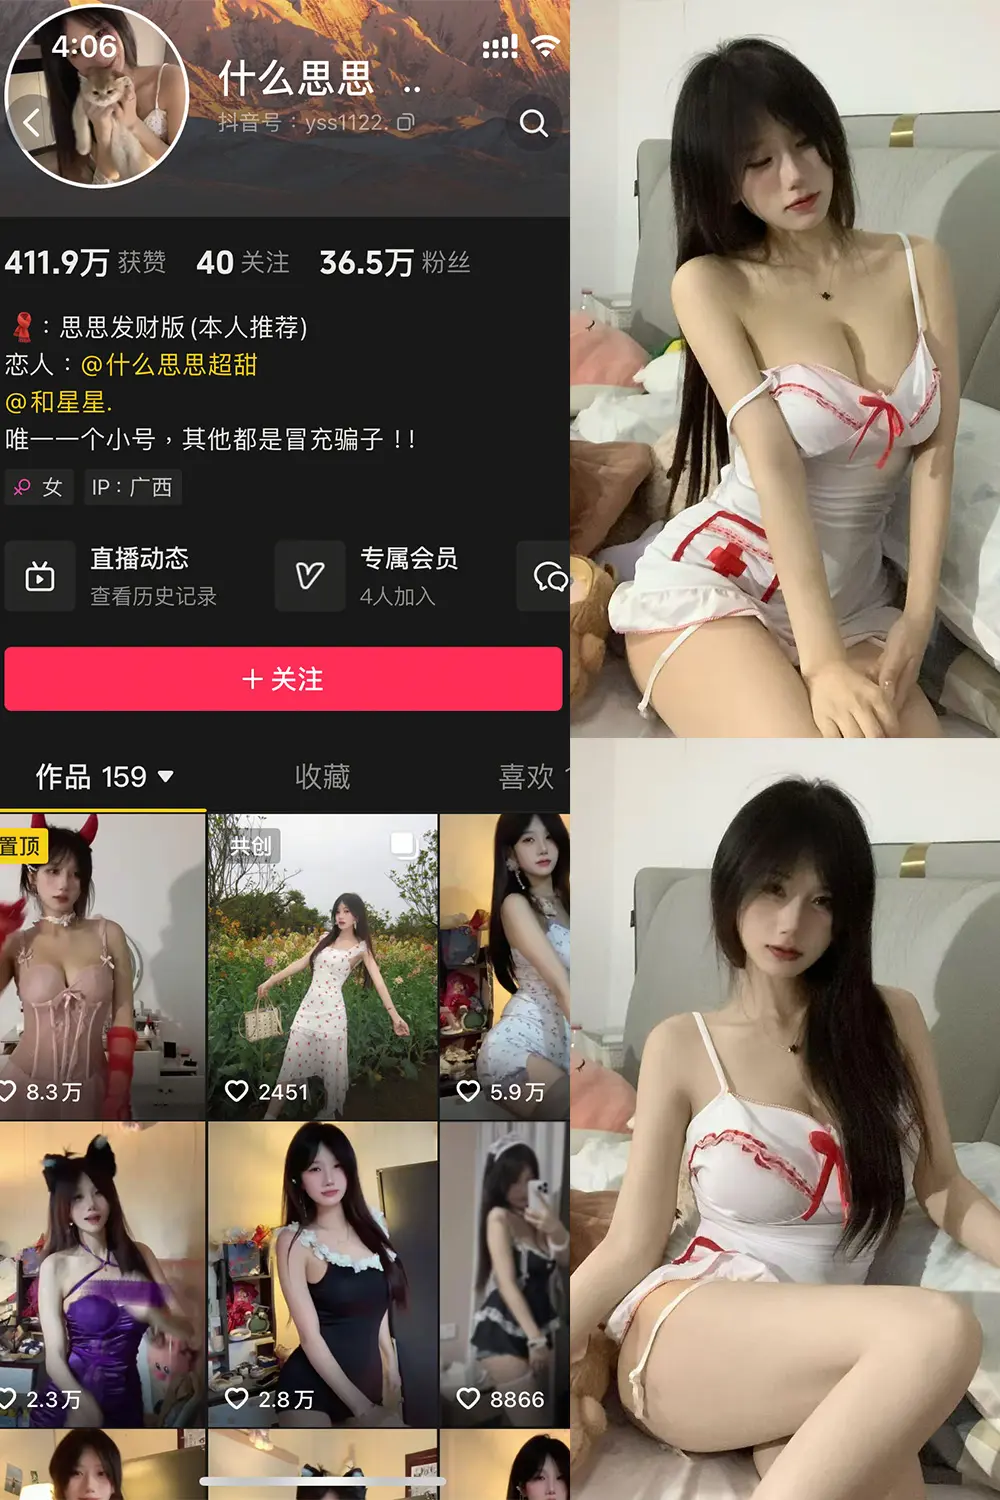 4:06
什么思思 ..
抖音号：yss1122.
411.9万 获赞 40 关注 36.5万 粉丝
：思思发财版(本人推荐)
恋人：@什么思思超甜
@和星星.
唯一一个小号，其他都是冒充骗子！！
女 IP：广西
直播动态
查看历史记录
专属会员
4人加入
＋关注
作品 159 收藏 喜欢
置顶
共创
8.3万
2451
5.9万
2.3万
2.8万
8866